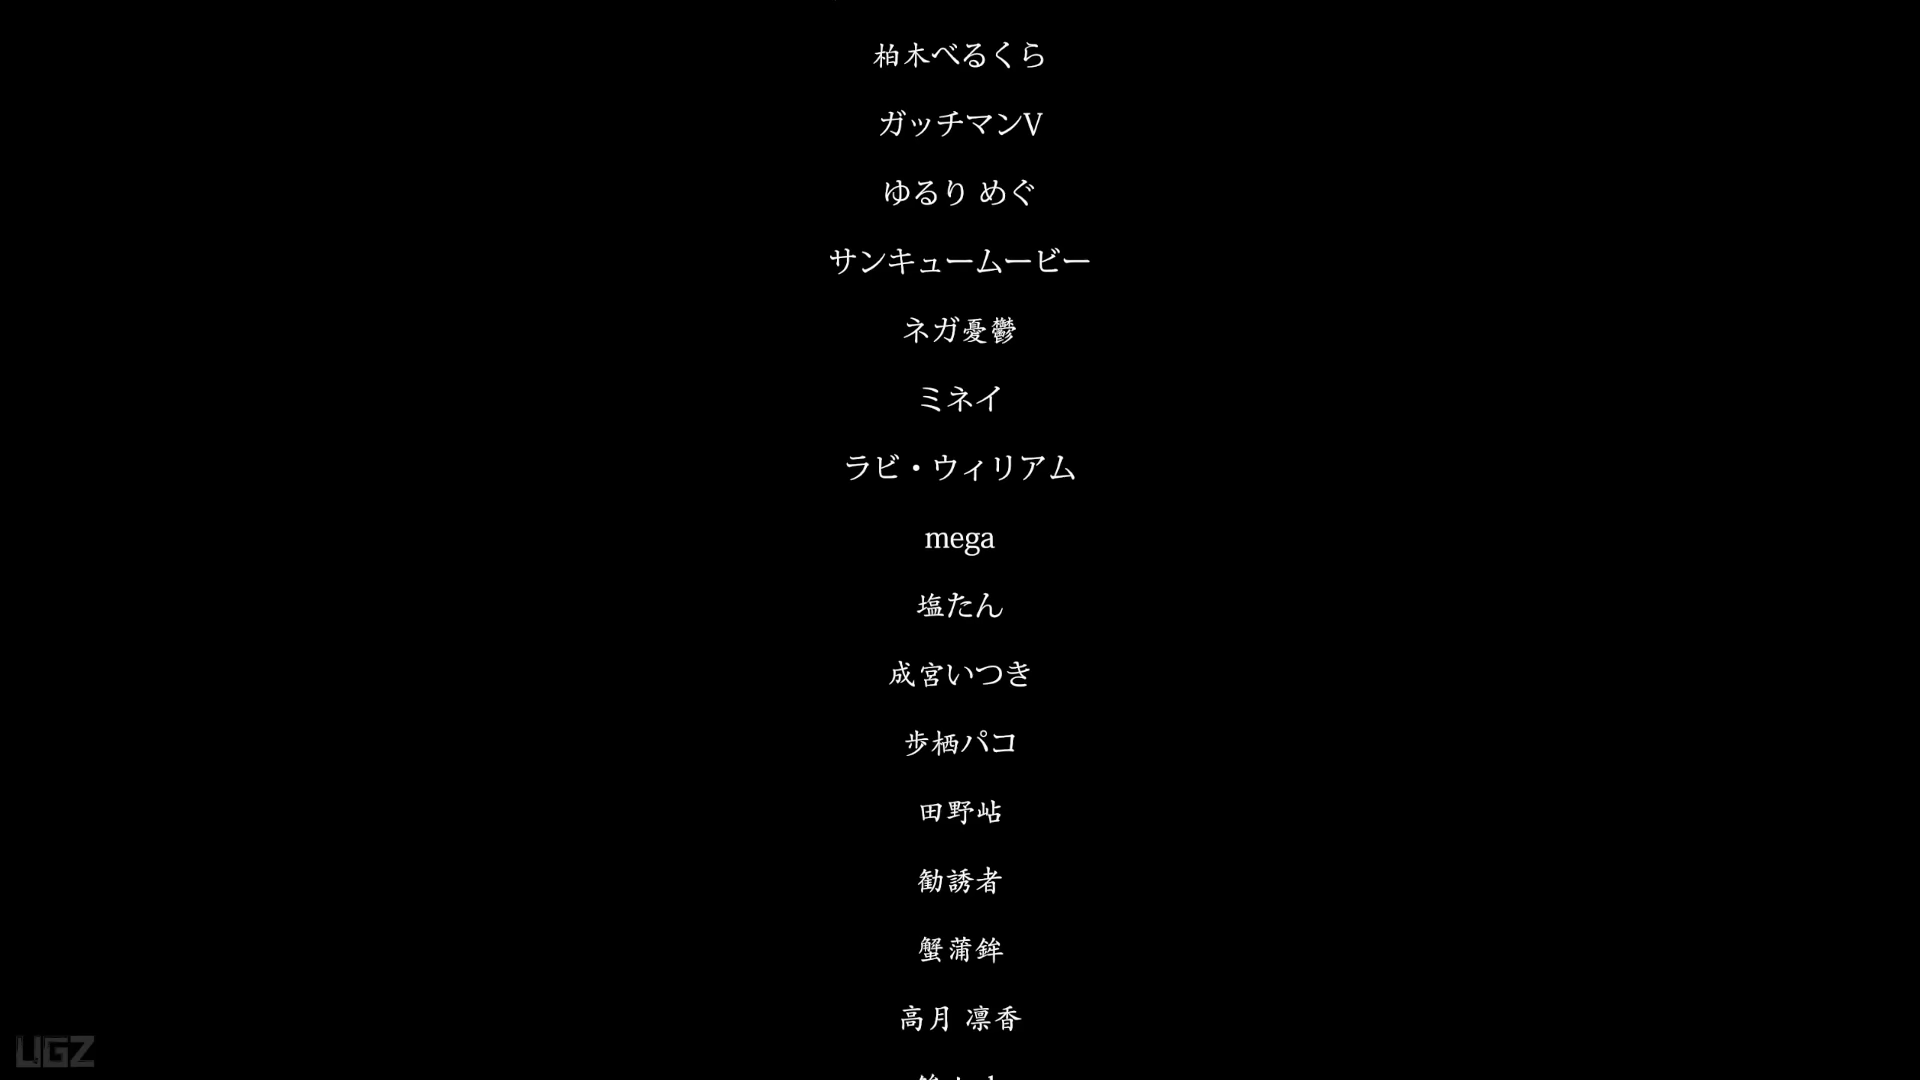 柏木べるくら
ガッチマンV
ゆるり めぐ
サンキュームービー
ネガ憂鬱
ミネイ
ラビ・ウィリアム
mega
塩たん
成宮いつき
歩栖パコ
田野岾
勧誘者
蟹蒲鉾
高月 凛香
UGZ